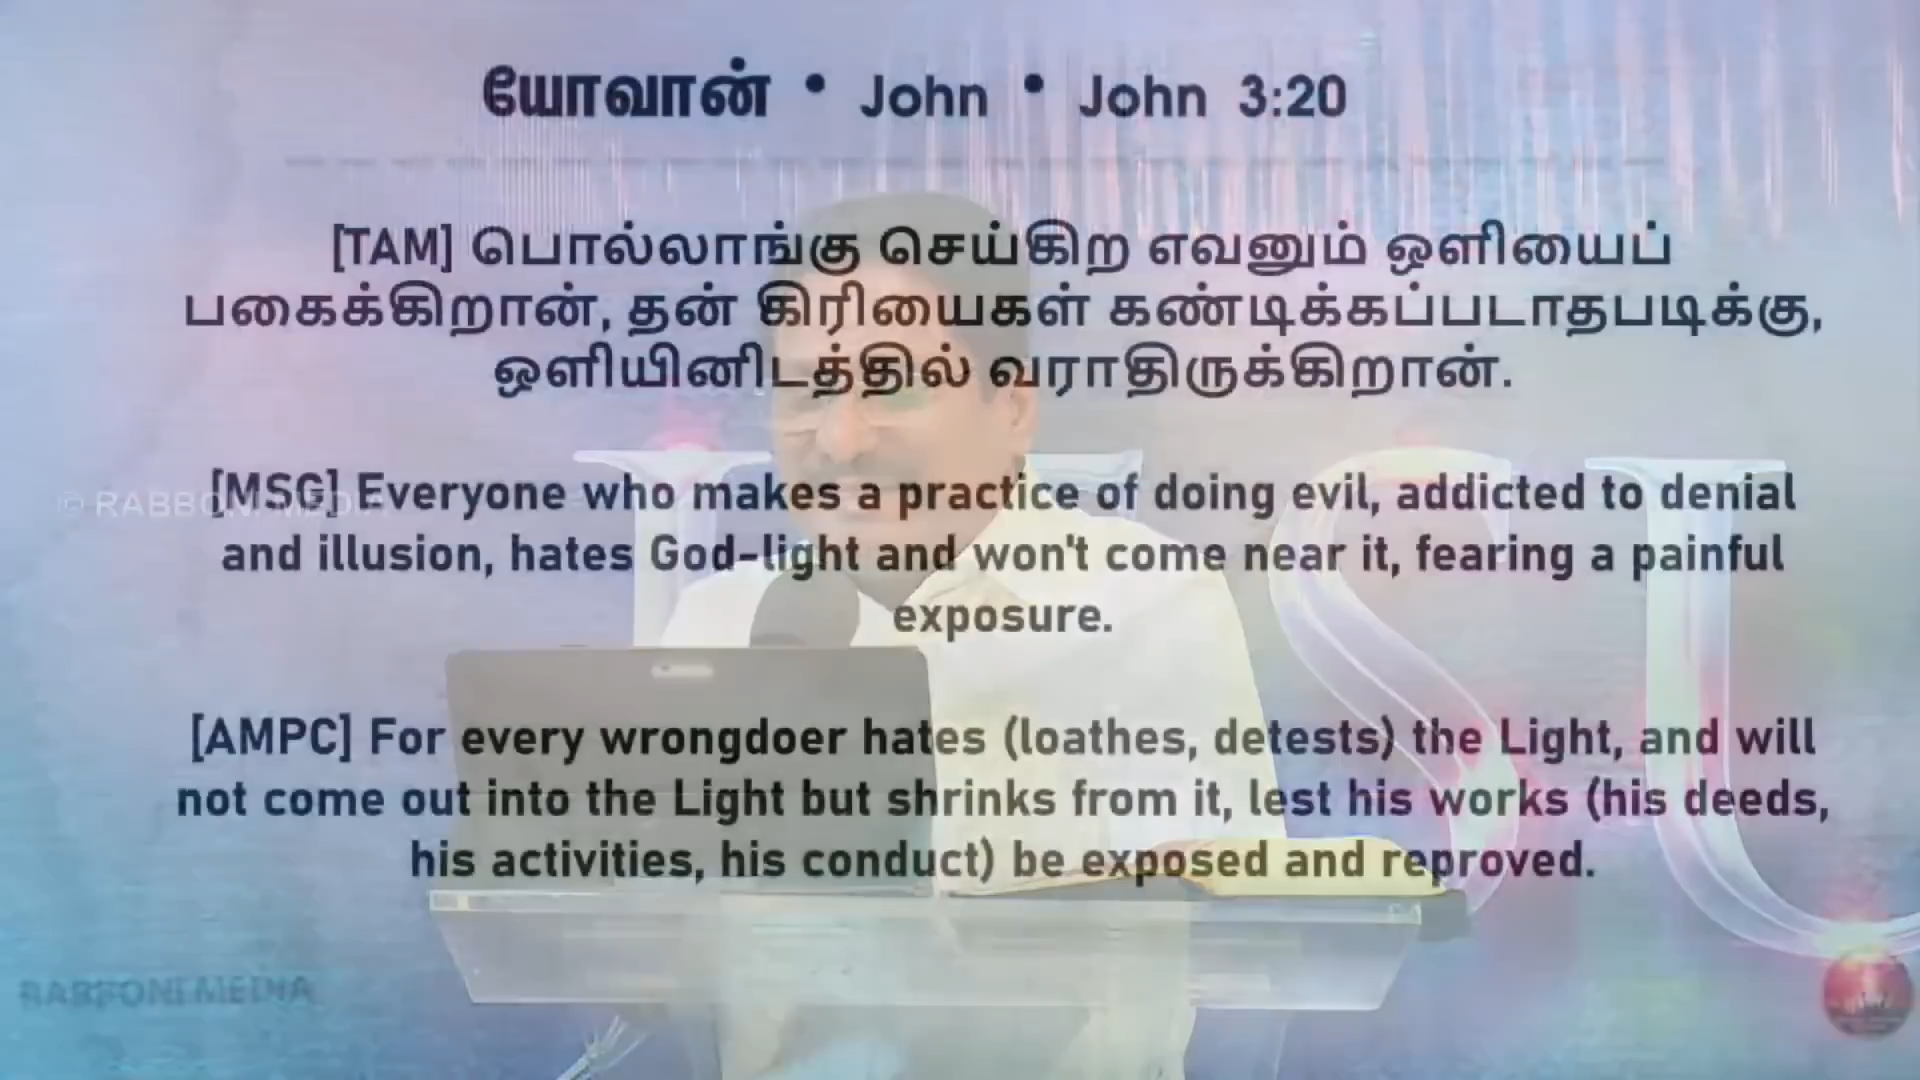 யோவான் • John • John 3:20
[TAM] பொல்லாங்கு செய்கிற எவனும் ஒளியைப்
பகைக்கிறான், தன் கிரியைகள் கண்டிக்கப்படாதபடிக்கு,
ஒளியினிடத்தில் வராதிருக்கிறான்.
[MSG] Everyone who makes a practice of doing evil, addicted to denial
and illusion, hates God-light and won't come near it, fearing a painful
exposure.
[AMPC] For every wrongdoer hates (loathes, detests) the Light, and will
not come out into the Light but shrinks from it, lest his works (his deeds,
his activities, his conduct) be exposed and reproved.
© RABBONI MEDIA
RABBONI MEDIA